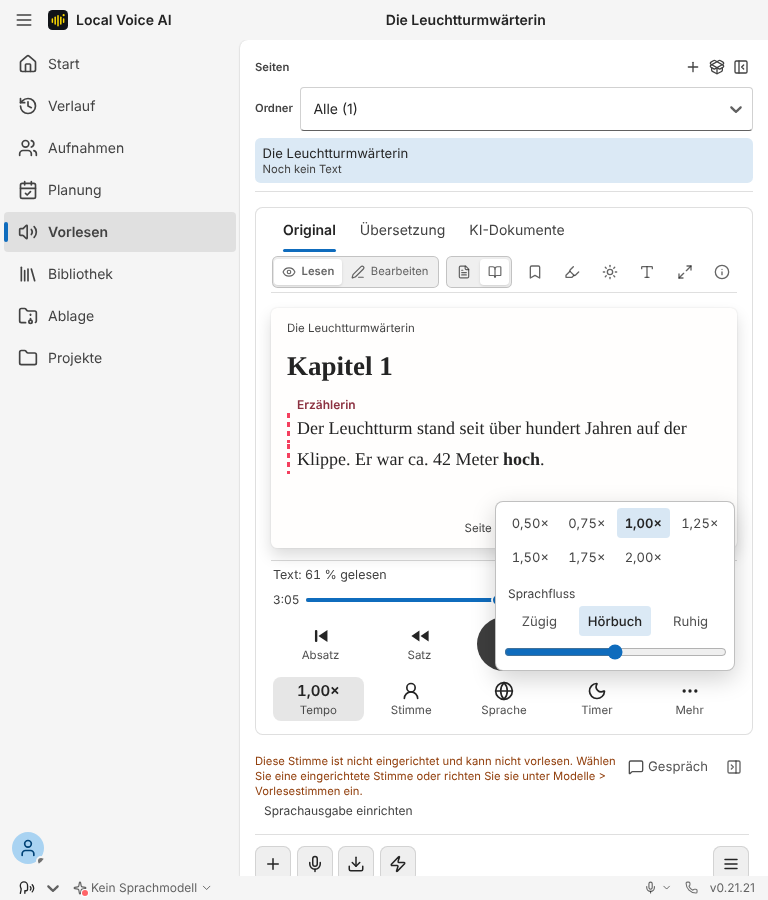 Local Voice AI
Die Leuchtturmwärterin
Start
Verlauf
Aufnahmen
Planung
Vorlesen
Bibliothek
Ablage
Projekte
Seiten
Ordner
Alle (1)
Die Leuchtturmwärterin
Noch kein Text
Original Übersetzung KI-Dokumente
Lesen Bearbeiten
Die Leuchtturmwärterin
Kapitel 1
Erzählerin
Der Leuchtturm stand seit über hundert Jahren auf der
Klippe. Er war ca. 42 Meter hoch.
Seite
0,50× 0,75× 1,00× 1,25×
1,50× 1,75× 2,00×
Sprachfluss
Zügig Hörbuch Ruhig
Text: 61 % gelesen
3:05
Absatz Satz
1,00×
Tempo Stimme Sprache Timer Mehr
Diese Stimme ist nicht eingerichtet und kann nicht vorlesen. Wählen
Sie eine eingerichtete Stimme oder richten Sie sie unter Modelle >
Vorlesestimmen ein.
Gespräch
Sprachausgabe einrichten
Kein Sprachmodell
v0.21.21